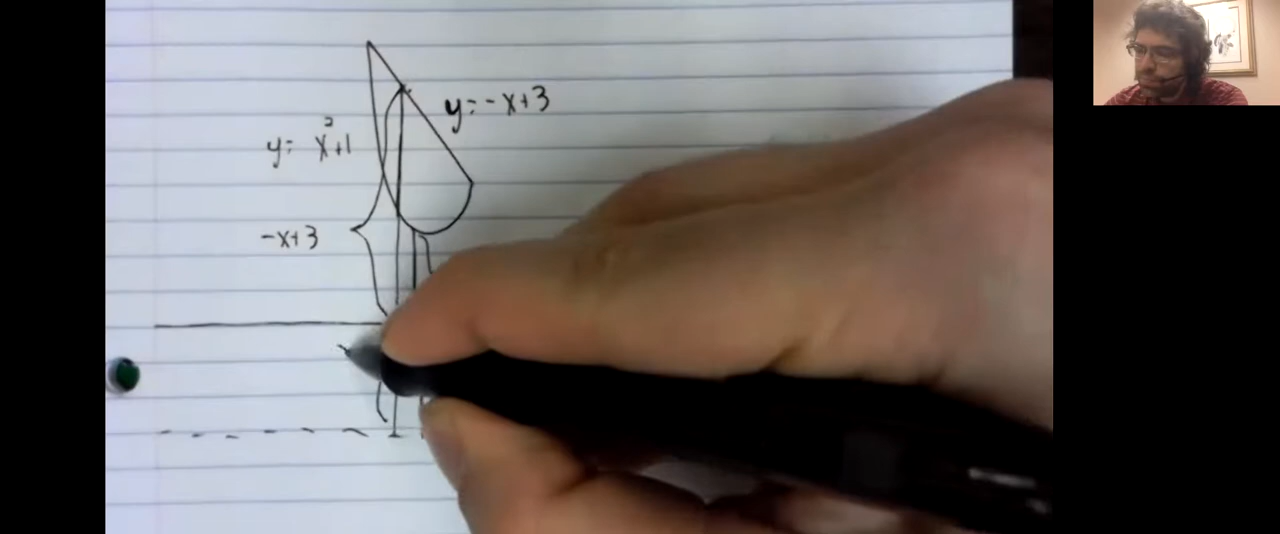 y = -x+3
y = x²+1
-x+3